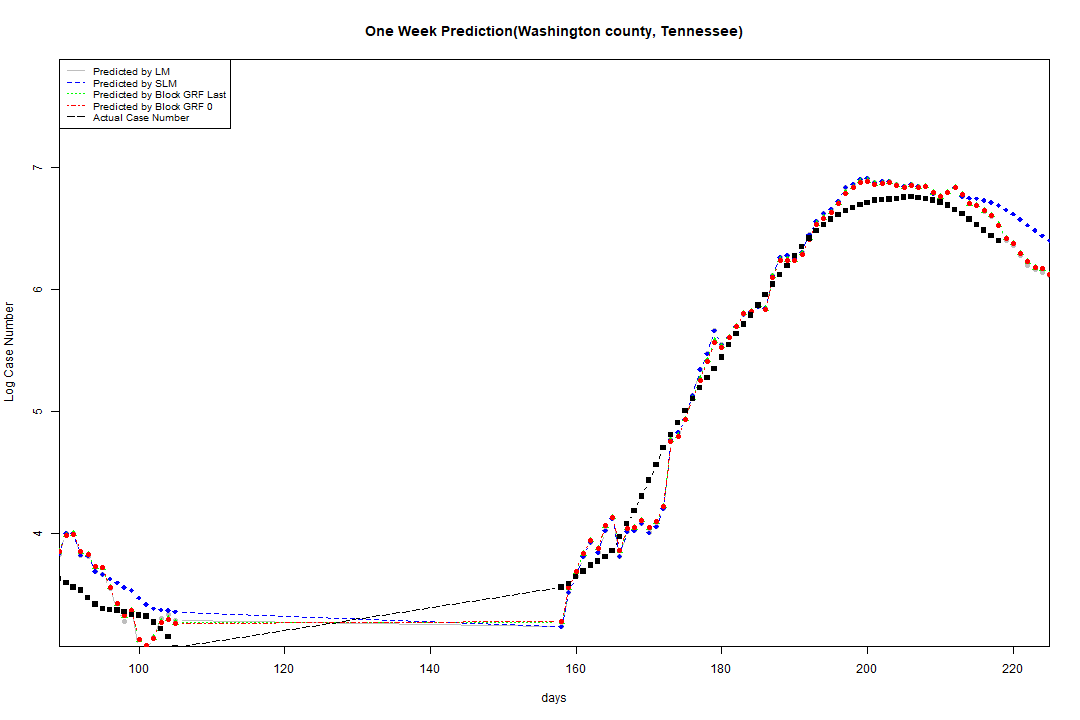 One Week Prediction(Washington county, Tennessee)
Predicted by LM
Predicted by SLM
Predicted by Block GRF Last
Predicted by Block GRF 0
Actual Case Number
7
6
5
4
Log Case Number
100 120 140 160 180 200 220
days